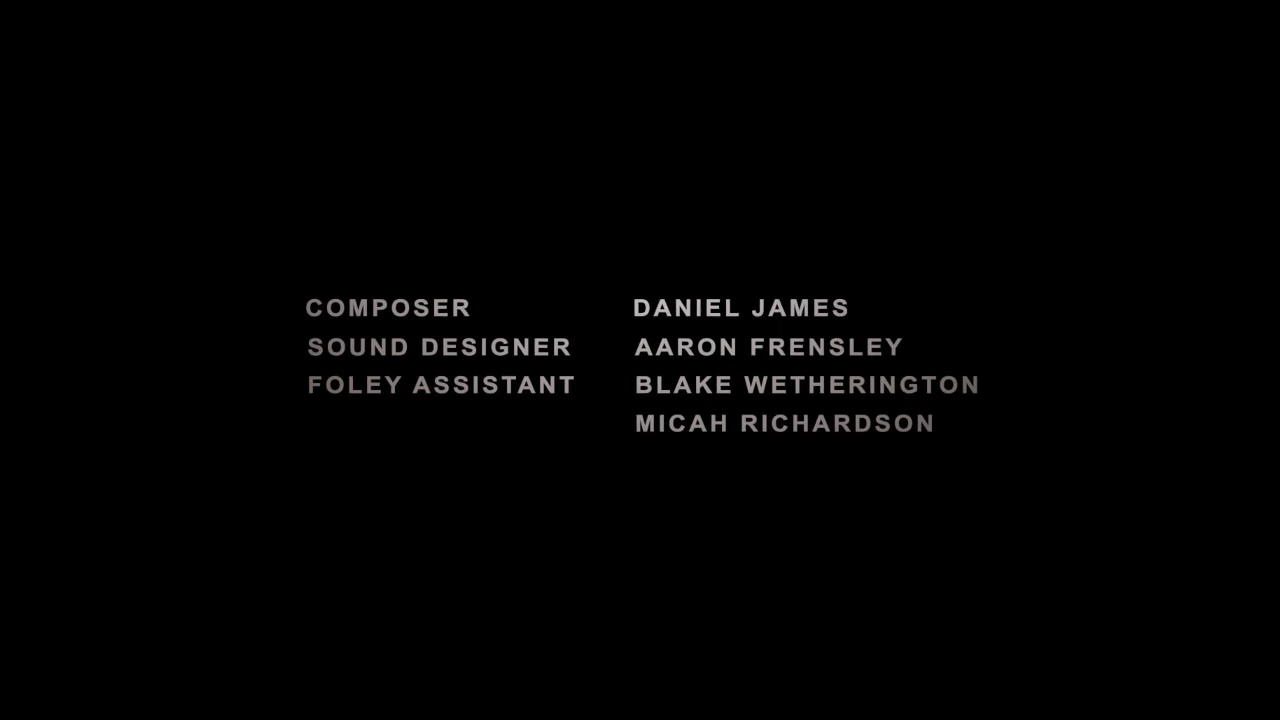 COMPOSER DANIEL JAMES
SOUND DESIGNER AARON FRENSLEY
FOLEY ASSISTANT BLAKE WETHERINGTON
MICAH RICHARDSON